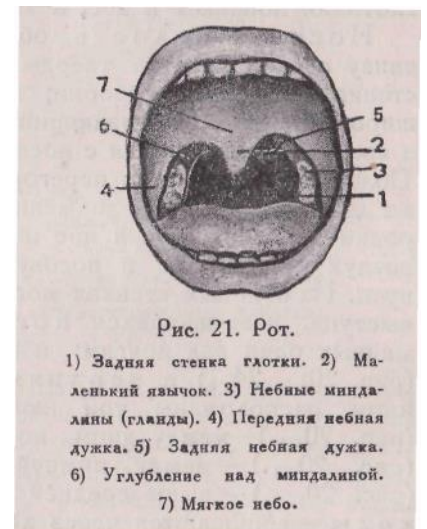 7
6
5
2
4
3
1
Рис. 21. Рот.
1) Задняя стенка глотки. 2) Ма-
ленький язычок. 3) Небные минда-
лины (гланды). 4) Передняя небная
дужка. 5) Задняя небная дужка.
6) Углубление над миндалиной.
7) Мягкое небо.